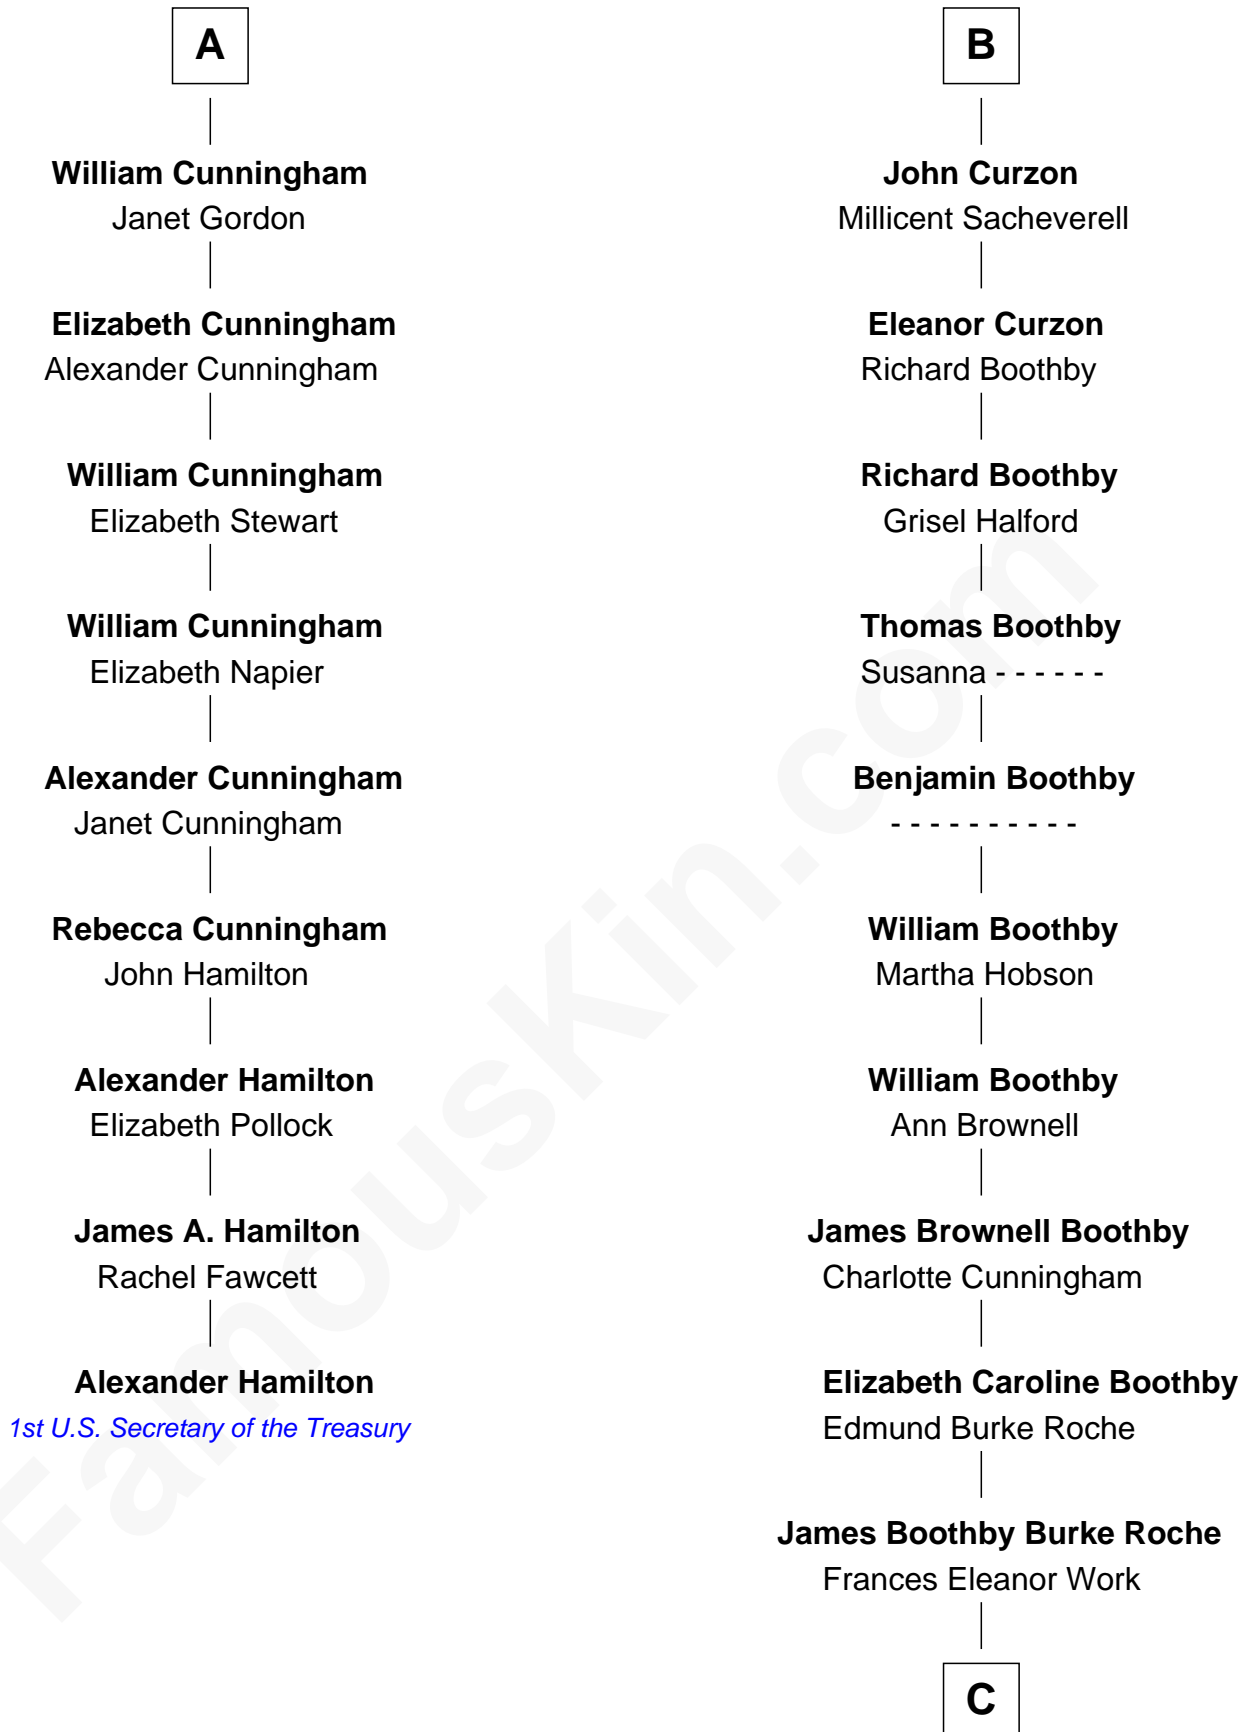 A
William Cunningham
Janet Gordon
Elizabeth Cunningham
Alexander Cunningham
William Cunningham
Elizabeth Stewart
William Cunningham
Elizabeth Napier
Alexander Cunningham
Janet Cunningham
Rebecca Cunningham
John Hamilton
Alexander Hamilton
Elizabeth Pollock
James A. Hamilton
Rachel Fawcett
Alexander Hamilton
1st U.S. Secretary of the Treasury
B
John Curzon
Millicent Sacheverell
Eleanor Curzon
Richard Boothby
Richard Boothby
Grisel Halford
Thomas Boothby
Susanna - - - - - -
Benjamin Boothby
- - - - - - - - - -
William Boothby
Martha Hobson
William Boothby
Ann Brownell
James Brownell Boothby
Charlotte Cunningham
Elizabeth Caroline Boothby
Edmund Burke Roche
James Boothby Burke Roche
Frances Eleanor Work
C
FamousKin.com